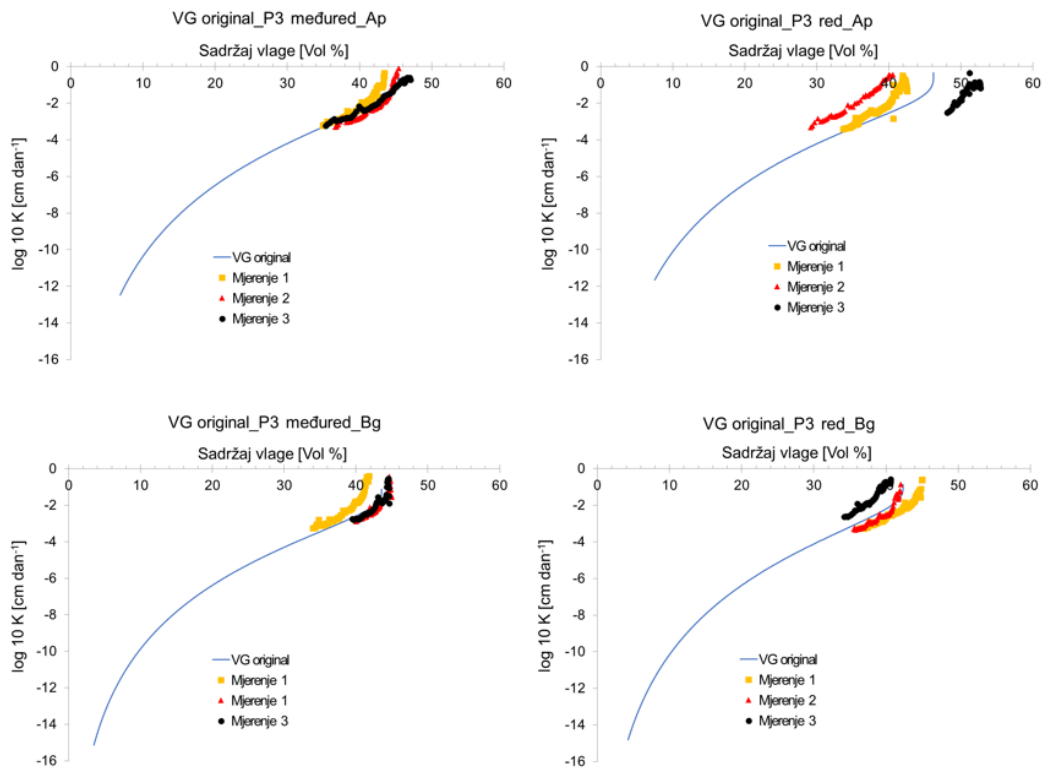 VG original_P3 međured_Ap
Sadržaj vlage [Vol %]
0 10 20 30 40 50 60
0
-2
-4
-6
-8
-10
-12
-14
-16
log 10 K [cm dan-1]
VG original
Mjerenje 1
Mjerenje 2
Mjerenje 3
VG original_P3 red_Ap
Sadržaj vlage [Vol %]
0 10 20 30 40 50 60
0
-2
-4
-6
-8
-10
-12
-14
-16
log 10 K [cm dan-1]
VG original
Mjerenje 1
Mjerenje 2
Mjerenje 3
VG original_P3 međured_Bg
Sadržaj vlage [Vol %]
0 10 20 30 40 50 60
0
-2
-4
-6
-8
-10
-12
-14
-16
log 10 K [cm dan-1]
VG original
Mjerenje 1
Mjerenje 1
Mjerenje 3
VG original_P3 red_Bg
Sadržaj vlage [Vol %]
0 10 20 30 40 50 60
0
-2
-4
-6
-8
-10
-12
-14
-16
log 10 K [cm dan-1]
VG original
Mjerenje 1
Mjerenje 2
Mjerenje 3